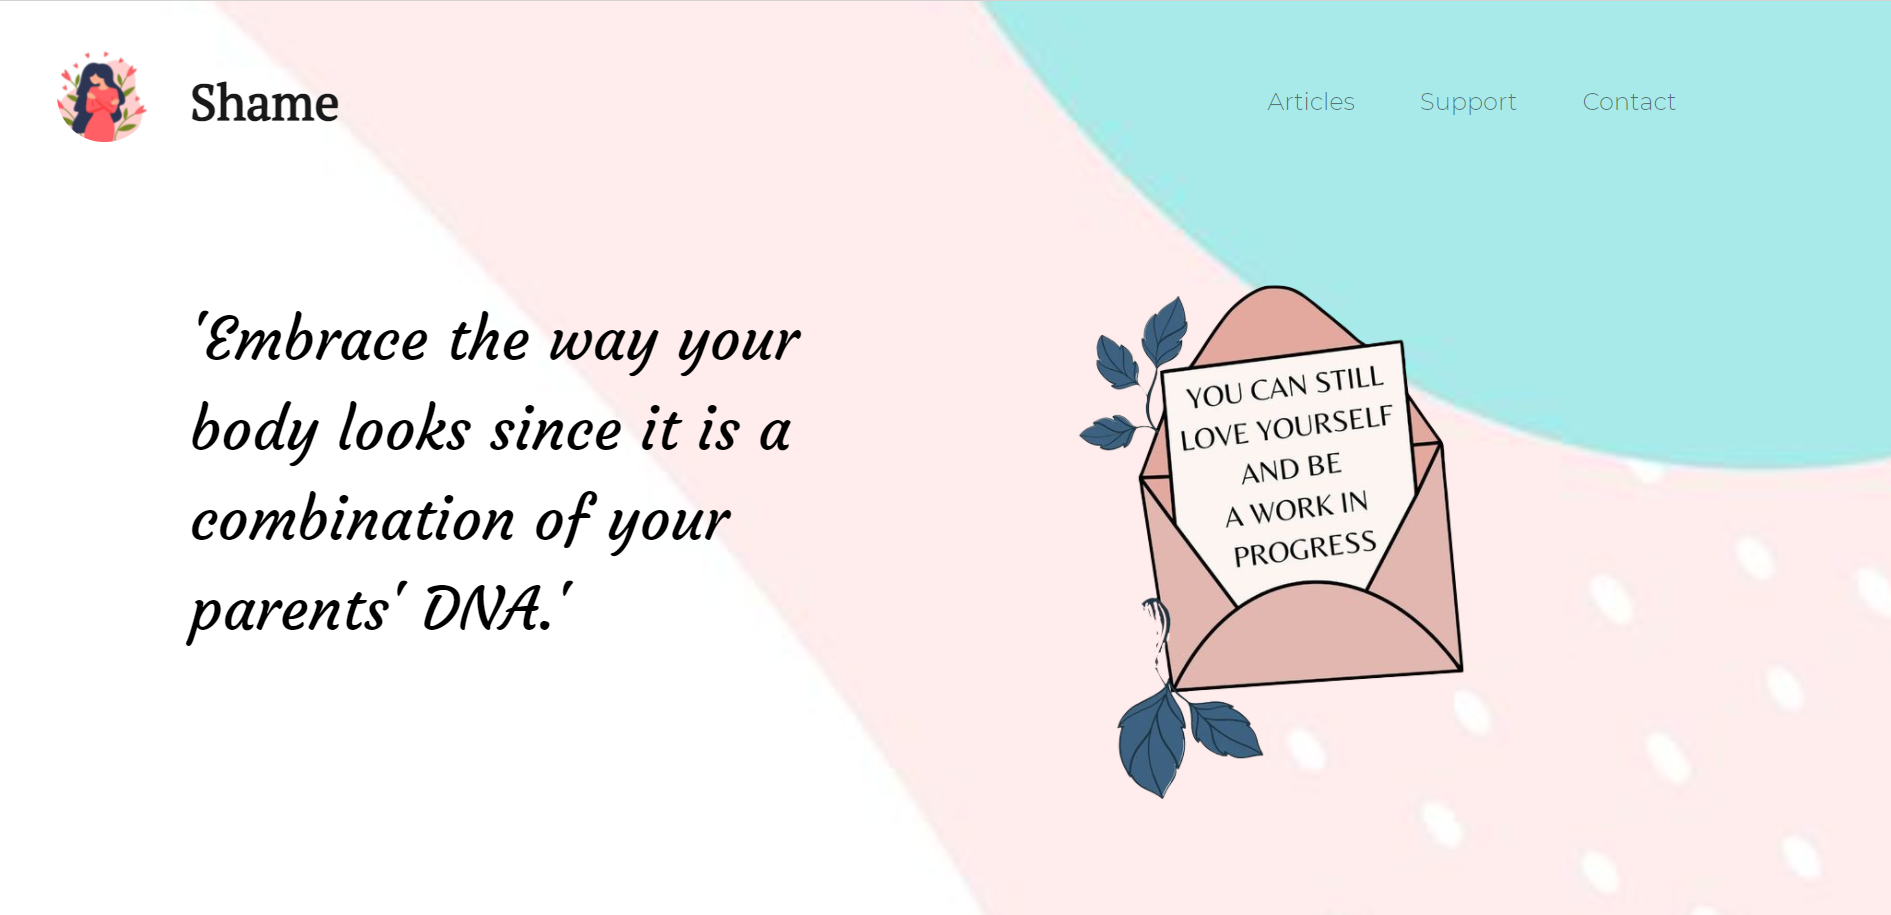 Shame
Articles
Support
Contact
'Embrace the way your
body looks since it is a
combination of your
parents' DNA.'
YOU CAN STILL
LOVE YOURSELF
AND BE
A WORK IN
PROGRESS